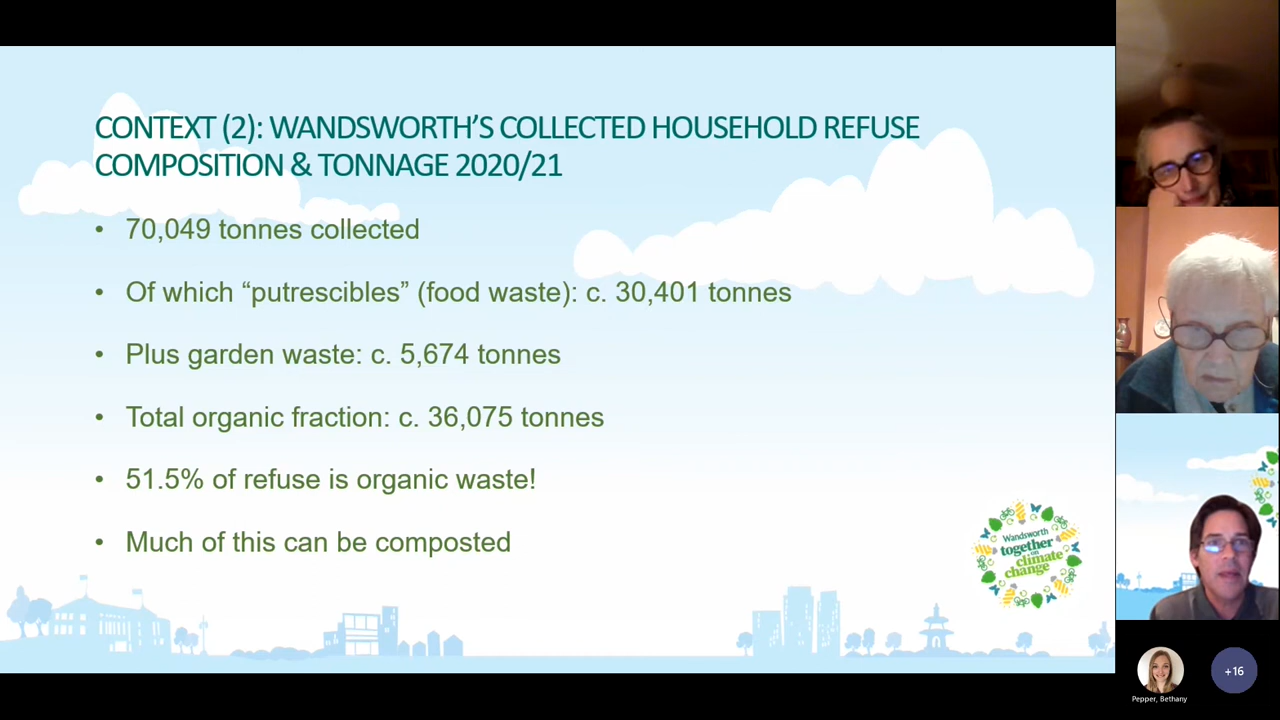 CONTEXT (2): WANDSWORTH'S COLLECTED HOUSEHOLD REFUSE
COMPOSITION & TONNAGE 2020/21
• 70,049 tonnes collected
• Of which “putrescibles” (food waste): c. 30,401 tonnes
• Plus garden waste: c. 5,674 tonnes
• Total organic fraction: c. 36,075 tonnes
• 51.5% of refuse is organic waste!
• Much of this can be composted
Wandsworth
together
on
climate
change
Pepper, Bethany
+16